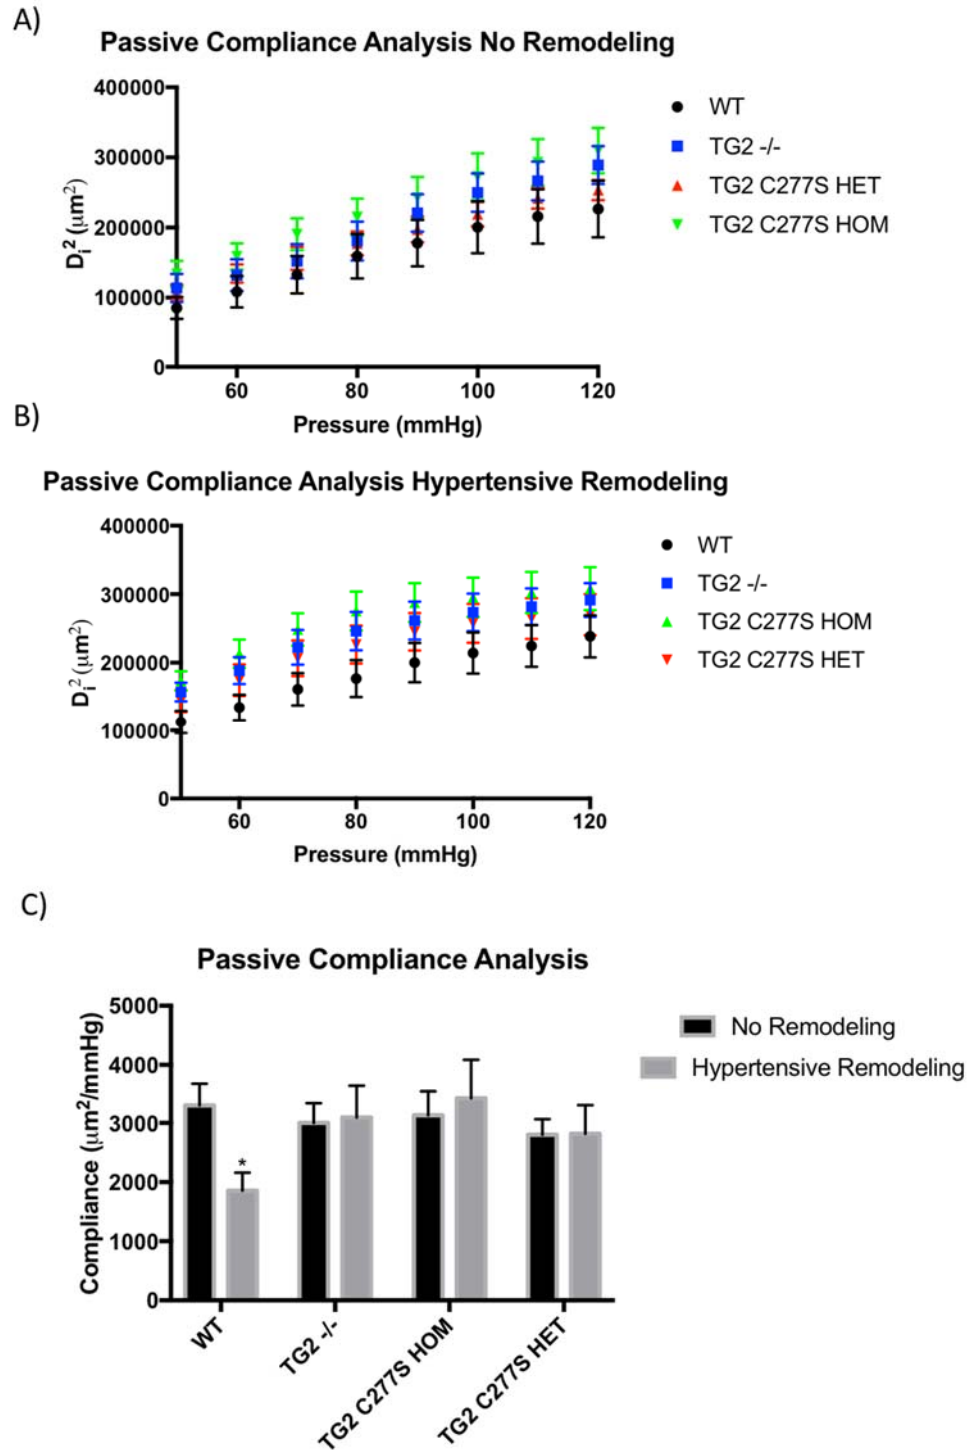 A)
Passive Compliance Analysis No Remodeling
400000
300000
200000
100000
0
Di² (µm²)
60
80
100
120
Pressure (mmHg)
WT
TG2 -/-
TG2 C277S HET
TG2 C277S HOM
B)
Passive Compliance Analysis Hypertensive Remodeling
400000
300000
200000
100000
0
Di² (µm²)
60
80
100
120
Pressure (mmHg)
WT
TG2 -/-
TG2 C277S HOM
TG2 C277S HET
C)
Passive Compliance Analysis
5000
4000
3000
2000
1000
0
Compliance (µm²/mmHg)
*
WT
TG2 -/-
TG2 C277S HOM
TG2 C277S HET
No Remodeling
Hypertensive Remodeling